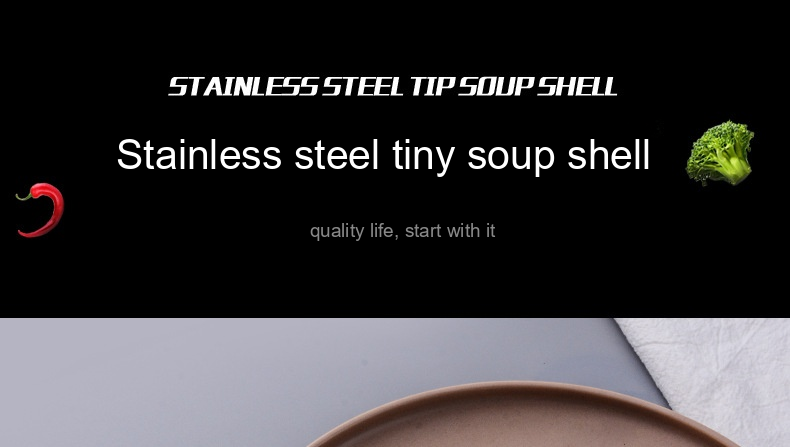 STAINLESS STEEL TIP SOUP SHELL
Stainless steel tiny soup shell
quality life, start with it